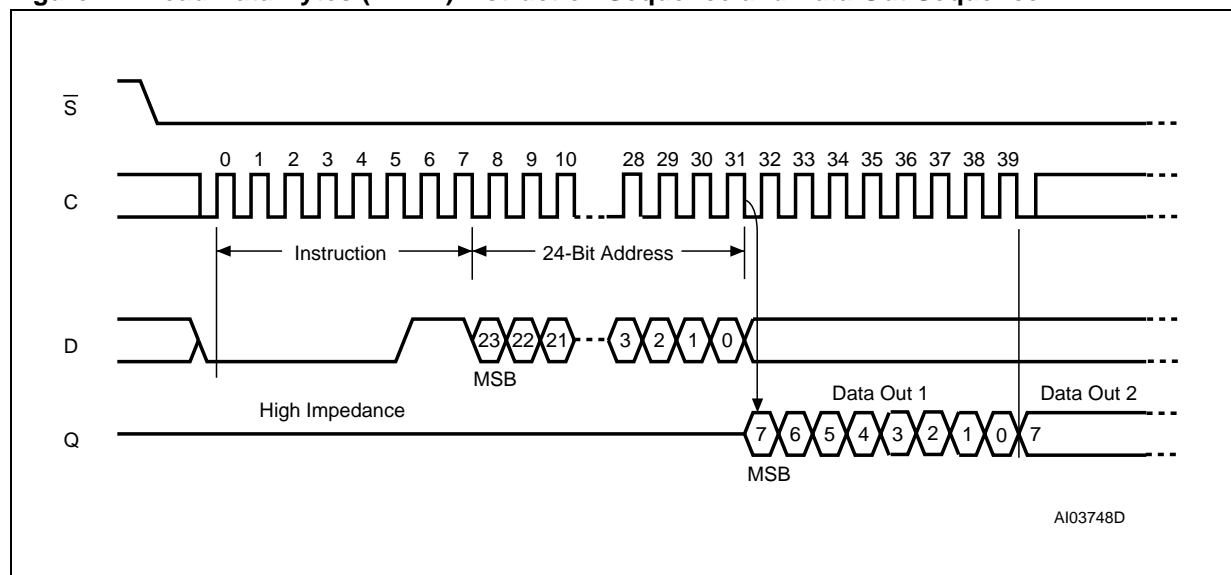 S
0 1 2 3 4 5 6 7 8 9 10 28 29 30 31 32 33 34 35 36 37 38 39
C
Instruction 24-Bit Address
D
23 22 21 3 2 1 0
MSB
High Impedance
Data Out 1 Data Out 2
Q
7 6 5 4 3 2 1 0 7
MSB
AI03748D